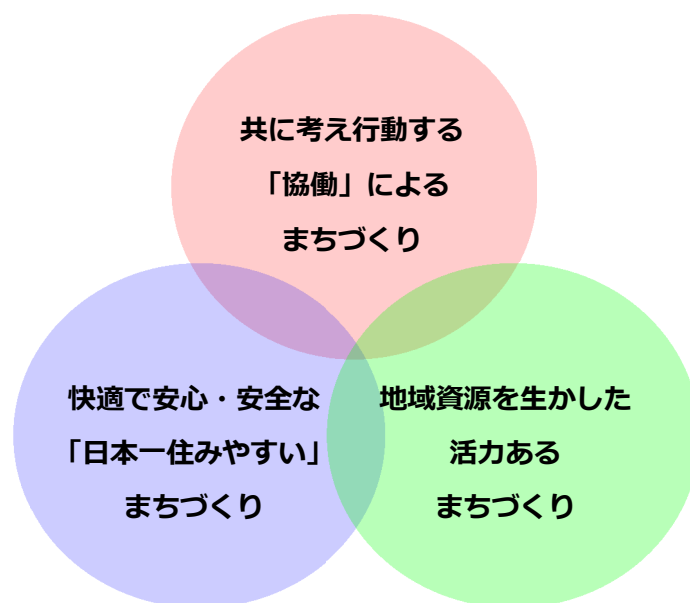 共に考え行動する
「協働」による
まちづくり
快適で安心・安全な
「日本一住みやすい」
まちづくり
地域資源を生かした
活力ある
まちづくり